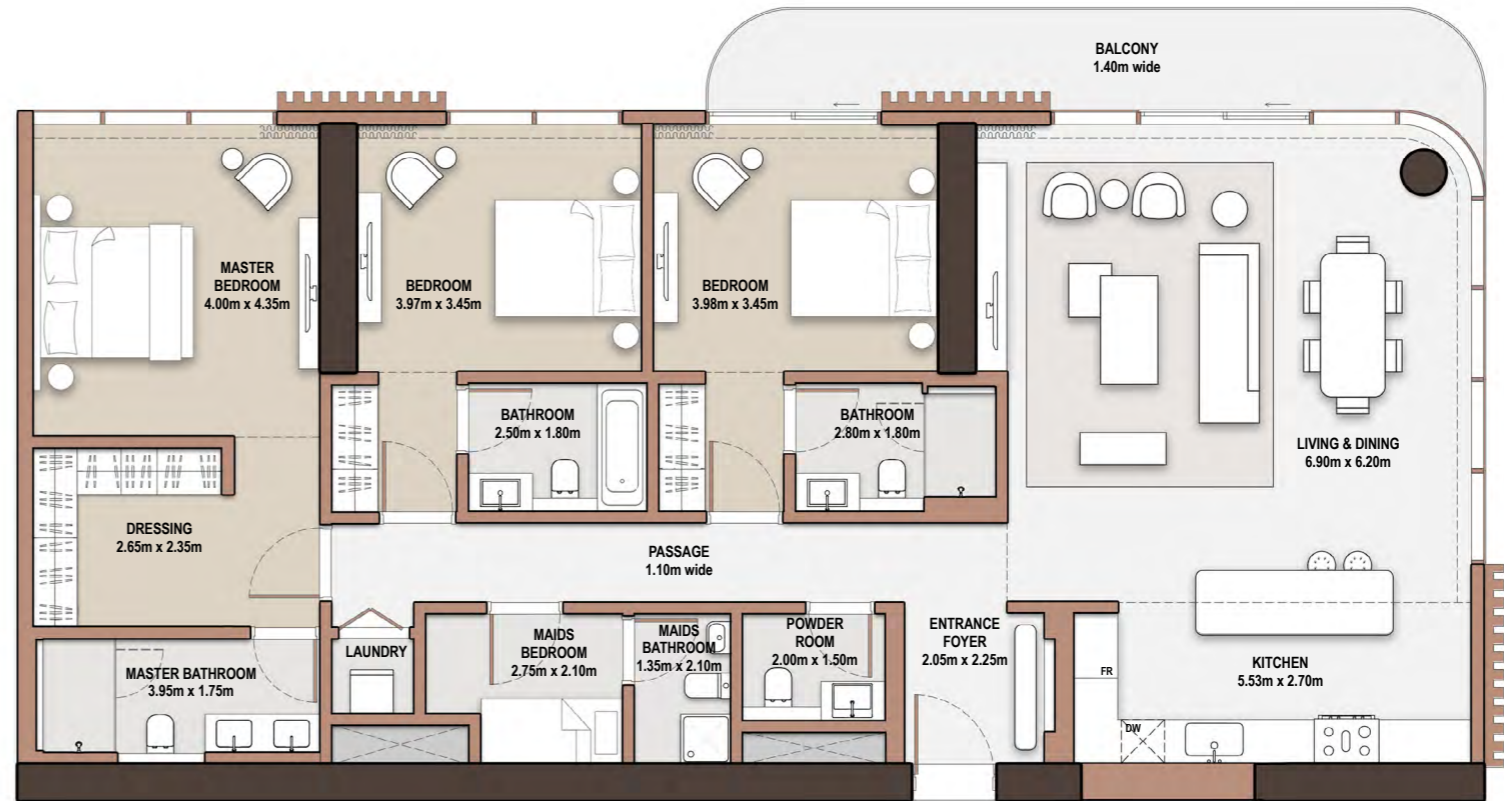 BALCONY
1.40m wide
MASTER
BEDROOM
4.00m x 4.35m
BEDROOM
3.97m x 3.45m
BEDROOM
3.98m x 3.45m
BATHROOM
2.50m x 1.80m
BATHROOM
2.80m x 1.80m
LIVING & DINING
6.90m x 6.20m
DRESSING
2.65m x 2.35m
PASSAGE
1.10m wide
MASTER BATHROOM
3.95m x 1.75m
LAUNDRY
MAIDS
BEDROOM
2.75m x 2.10m
MAIDS
BATHROOM
1.35m x 2.10m
POWDER
ROOM
2.00m x 1.50m
ENTRANCE
FOYER
2.05m x 2.25m
KITCHEN
5.53m x 2.70m
FR
DW